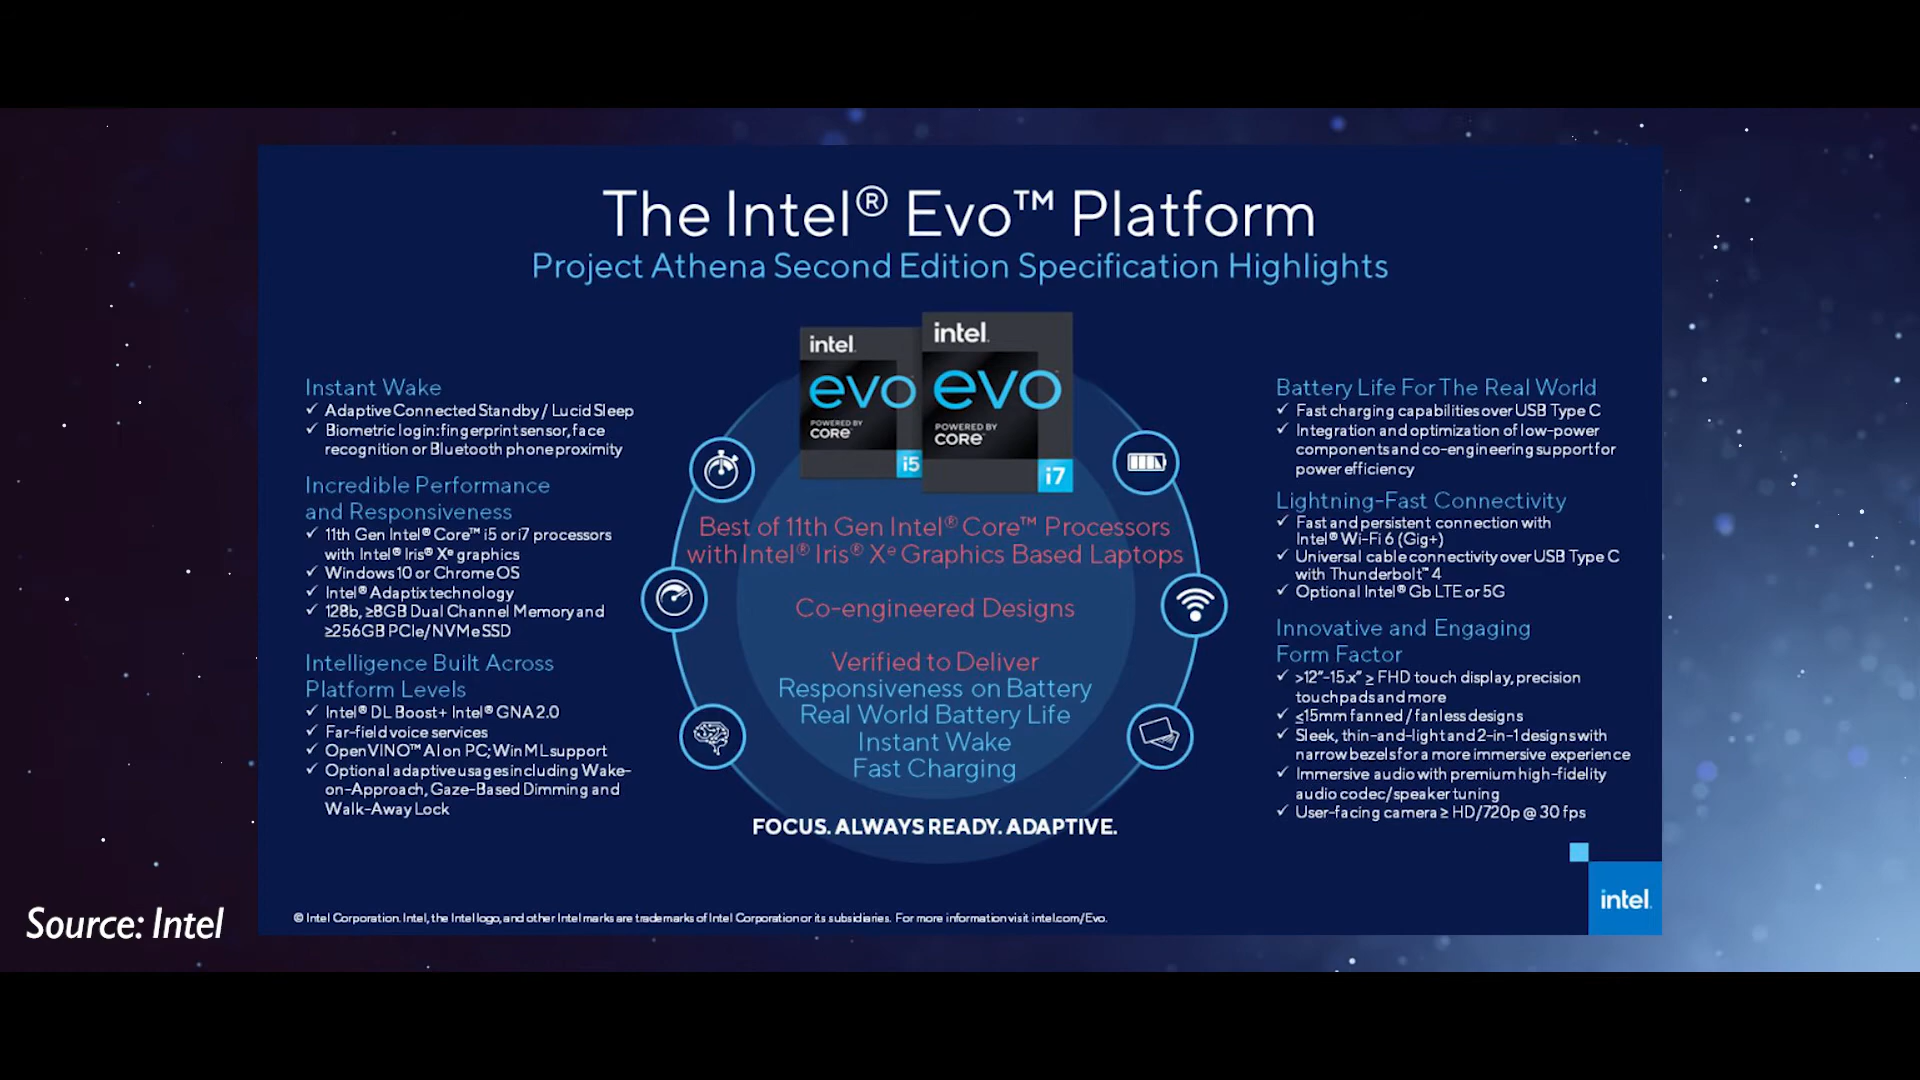 The Intel® Evo™ Platform
Project Athena Second Edition Specification Highlights
intel.
evo
POWERED BY
CORE™
i5
intel.
evo
POWERED BY
CORE™
i7
Instant Wake
✓ Adaptive Connected Standby / Lucid Sleep
✓ Biometric login: fingerprint sensor, face
recognition or Bluetooth phone proximity
Incredible Performance
and Responsiveness
✓ 11th Gen Intel® Core™ i5 or i7 processors
with Intel® Iris® Xe graphics
✓ Windows 10 or Chrome OS
✓ Intel® Adaptix technology
✓ 128b, ≥8GB Dual Channel Memory and
≥256GB PCIe/NVMe SSD
Intelligence Built Across
Platform Levels
✓ Intel® DL Boost + Intel® GNA 2.0
✓ Far-field voice services
✓ OpenVINO™ AI on PC; WinML support
✓ Optional adaptive usages including Wake-
on-Approach, Gaze-Based Dimming and
Walk-Away Lock
Best of 11th Gen Intel® Core™ Processors
with Intel® Iris® Xe Graphics Based Laptops
Co-engineered Designs
Verified to Deliver
Responsiveness on Battery
Real World Battery Life
Instant Wake
Fast Charging
FOCUS. ALWAYS READY. ADAPTIVE.
Battery Life For The Real World
✓ Fast charging capabilities over USB Type C
✓ Integration and optimization of low-power
components and co-engineering support for
power efficiency
Lightning-Fast Connectivity
✓ Fast and persistent connection with
Intel® Wi-Fi 6 (Gig+)
✓ Universal cable connectivity over USB Type C
with Thunderbolt™ 4
✓ Optional Intel® Gb LTE or 5G
Innovative and Engaging
Form Factor
✓ >12"-15.x" ≥ FHD touch display, precision
touchpads and more
✓ ≤15mm fanned / fanless designs
✓ Sleek, thin-and-light and 2-in-1 designs with
narrow bezels for a more immersive experience
✓ Immersive audio with premium high-fidelity
audio codec/speaker tuning
✓ User-facing camera ≥ HD/720p @ 30 fps
intel.
Source: Intel
© Intel Corporation. Intel, the Intel logo, and other Intel marks are trademarks of Intel Corporation or its subsidiaries. For more information visit intel.com/Evo.